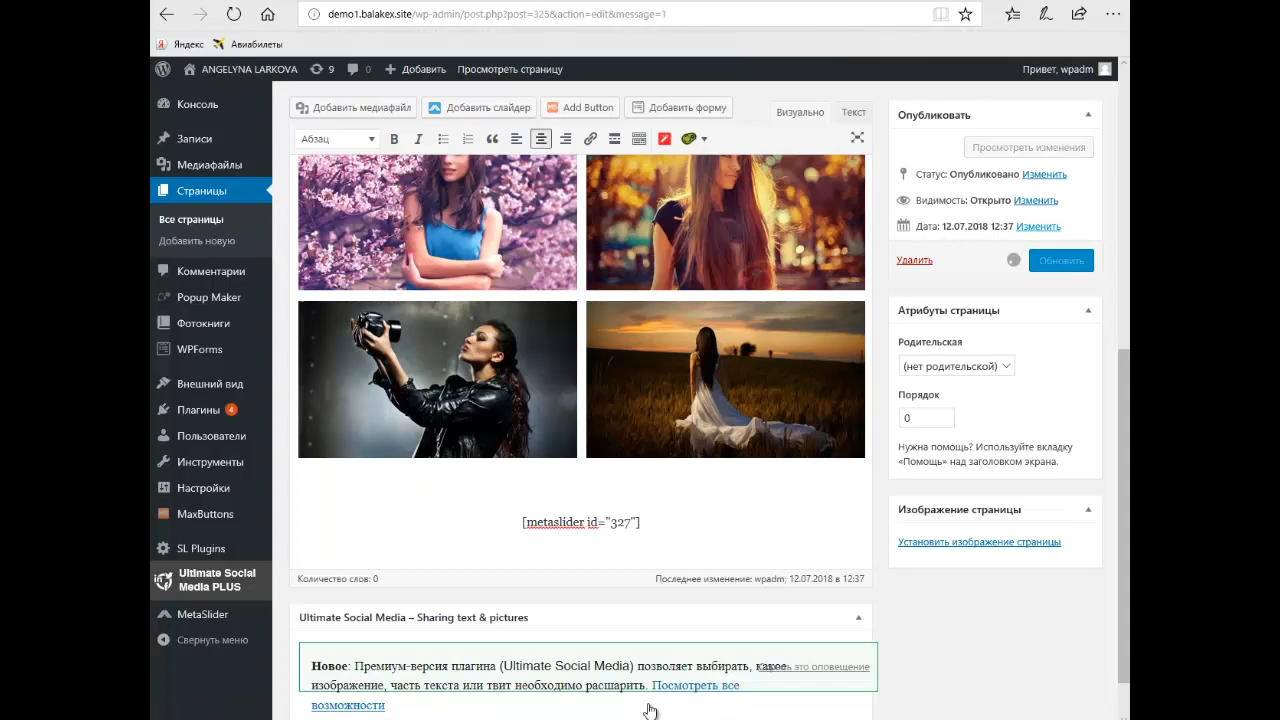 demo1.balakex.site/wp-admin/post.php?post=325&action=edit&message=1
Яндекс Авиабилеты
ANGELYNA LARKOVA 9 0 Добавить Просмотреть страницу Привет, wpadm
Консоль
Записи
Медиафайлы
Страницы
Все страницы
Добавить новую
Комментарии
Popup Maker
Фотокниги
WPForms
Внешний вид
Плагины 4
Пользователи
Инструменты
Настройки
MaxButtons
SL Plugins
Ultimate Social
Media PLUS
MetaSlider
Свернуть меню
Добавить медиафайл Добавить слайдер Add Button Добавить форму Визуально Текст
Абзац
[metaslider id="327"]
Количество слов: 0 Последнее изменение: wpadm; 12.07.2018 в 12:37
Ultimate Social Media – Sharing text & pictures
Новое: Премиум-версия плагина (Ultimate Social Media) позволяет выбирать, какое
это оповещение
изображение, часть текста или твит необходимо расшарить. Посмотреть все
возможности
Опубликовать
Просмотреть изменения
Статус: Опубликовано Изменить
Видимость: Открыто Изменить
Дата: 12.07.2018 12:37 Изменить
Удалить Обновить
Атрибуты страницы
Родительская
(нет родительской)
Порядок
0
Нужна помощь? Используйте вкладку
«Помощь» над заголовком экрана.
Изображение страницы
Установить изображение страницы